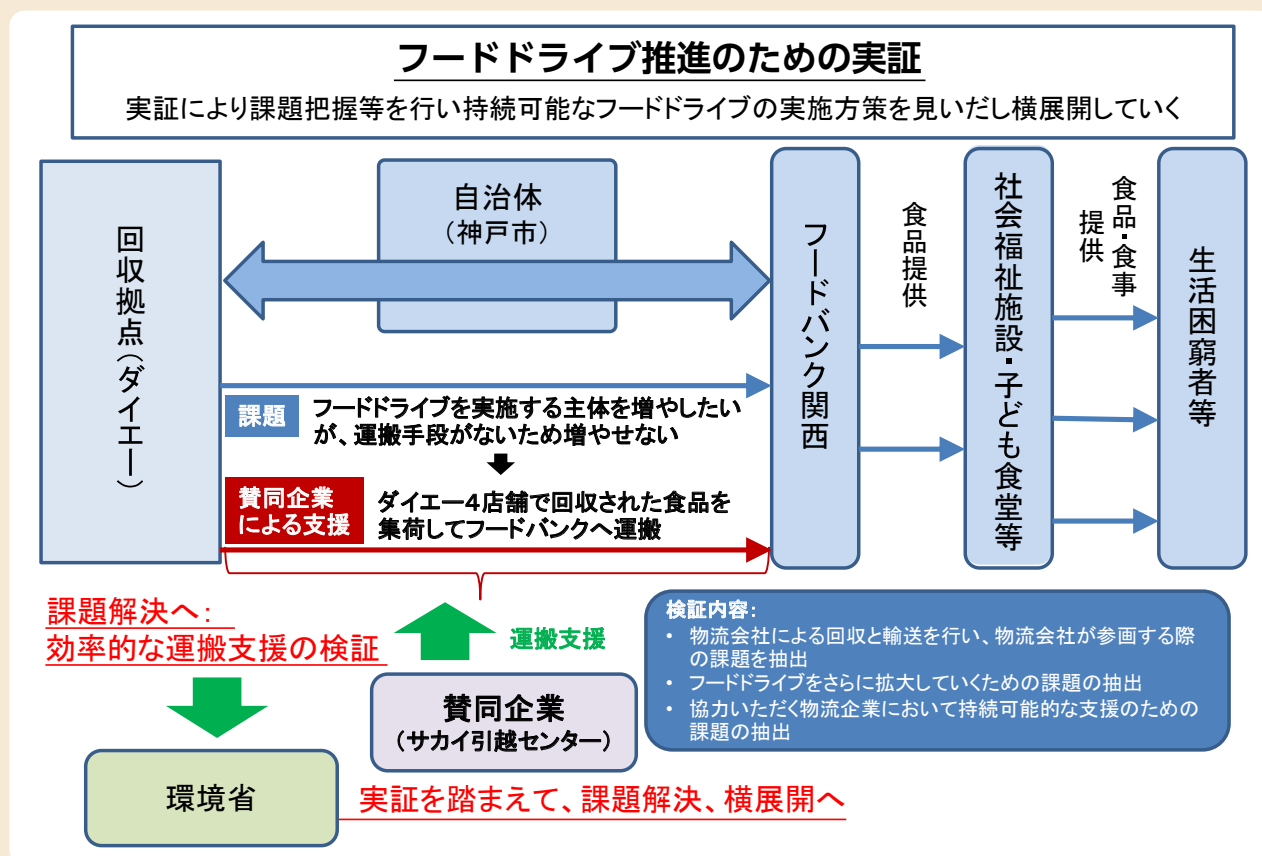 フードドライブ推進のための実証
実証により課題把握等を行い持続可能なフードドライブの実施方策を見いだし横展開していく
回収拠点（ダイエー）
自治体
（神戸市）
フードバンク関西
食品提供
社会福祉施設・子ども食堂等
食品・食事
提供
生活困窮者等
課題
フードドライブを実施する主体を増やしたい
が、運搬手段がないため増やせない
賛同企業
による支援
ダイエー4店舗で回収された食品を
集荷してフードバンクへ運搬
課題解決へ：
効率的な運搬支援の検証
運搬支援
賛同企業
（サカイ引越センター）
検証内容：
• 物流会社による回収と輸送を行い、物流会社が参画する際
の課題を抽出
• フードドライブをさらに拡大していくための課題の抽出
• 協力いただく物流企業において持続可能的な支援のための
課題の抽出
環境省
実証を踏まえて、課題解決、横展開へ